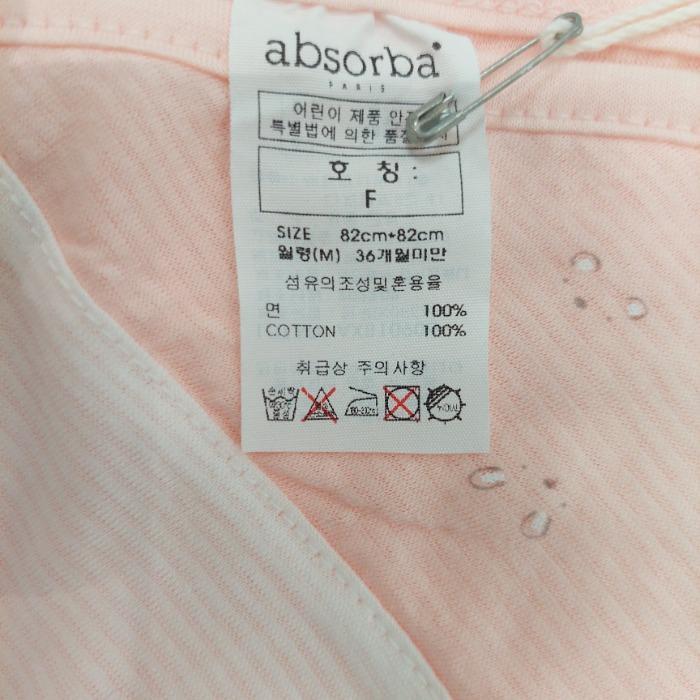 absorba
PARIS
어린이 제품
특별법에 의한
호 칭 :
F
SIZE 82cm*82cm
월령(M) 36개월미만
섬유의조성및혼용율
면 100%
COTTON 100%
취급상 주의사항